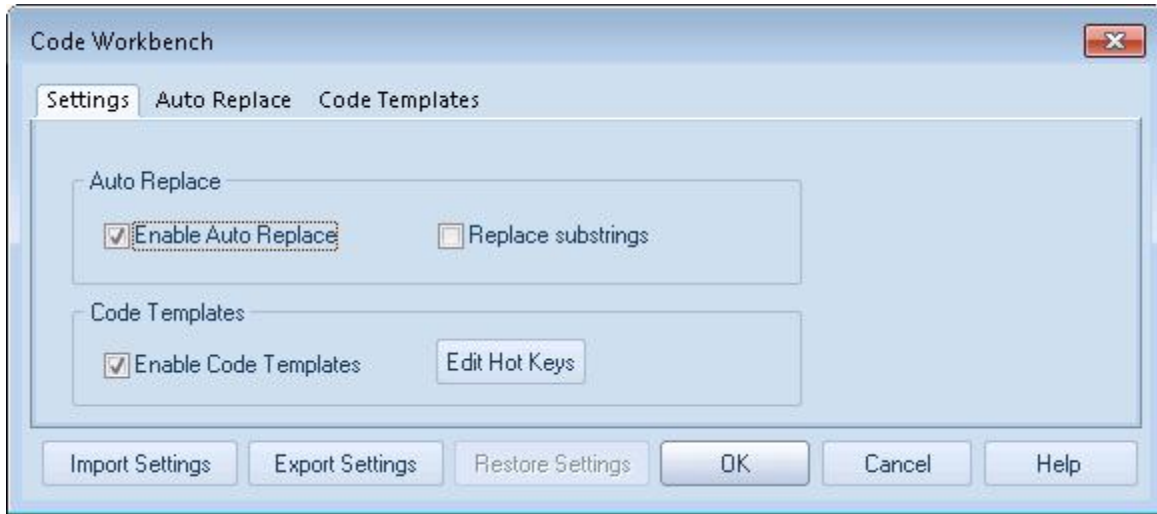 Code Workbench
Settings Auto Replace Code Templates
Auto Replace
Enable Auto Replace Replace substrings
Code Templates
Enable Code Templates Edit Hot Keys
Import Settings Export Settings Restore Settings OK Cancel Help